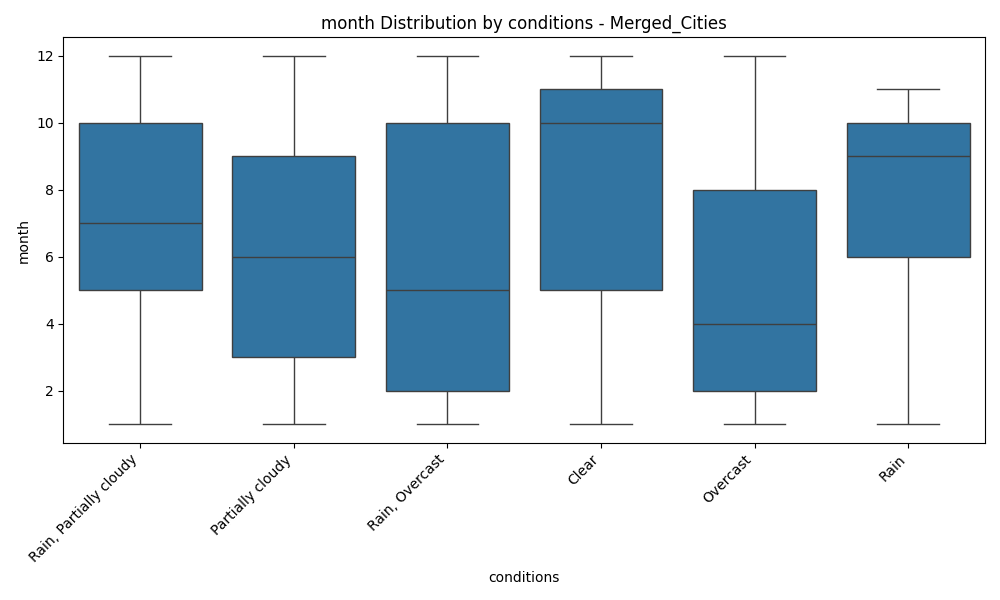 month Distribution by conditions - Merged_Cities
month
12
10
8
6
4
2
Rain, Partially cloudy
Partially cloudy
Rain, Overcast
Clear
Overcast
Rain
conditions